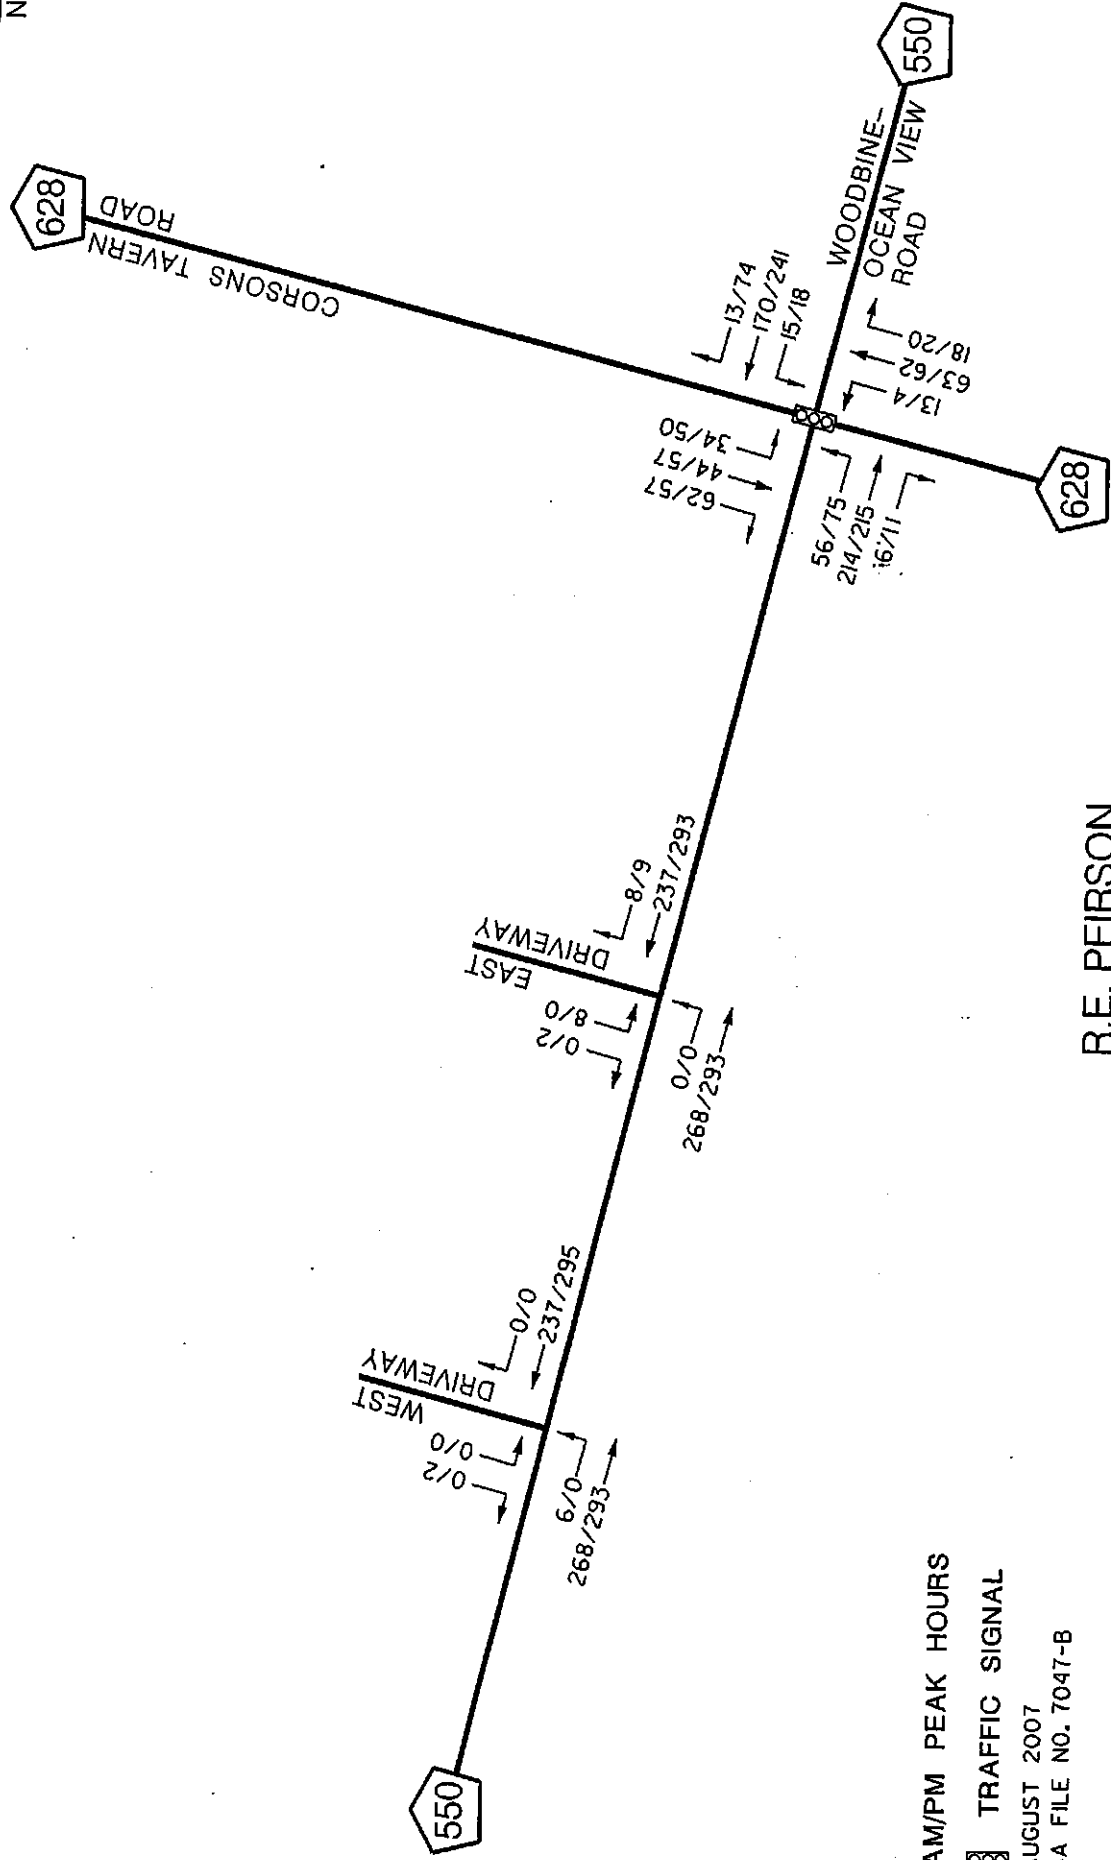 N
628
CORSONS TAVERN
ROAD
550
WOODBINE-
OCEAN VIEW
ROAD
13/74
170/241
15/18
34/50
44/57
62/57
18/20
63/62
13/4
56/75
214/215
16/11
628
EAST
DRIVEWAY
8/9
237/293
8/0
0/2
0/0
268/293
WEST
DRIVEWAY
0/0
237/295
0/0
0/2
6/0
268/293
550
R.E. PEIRSON
AM/PM PEAK HOURS
TRAFFIC SIGNAL
UGUST 2007
A FILE NO. 7047-B